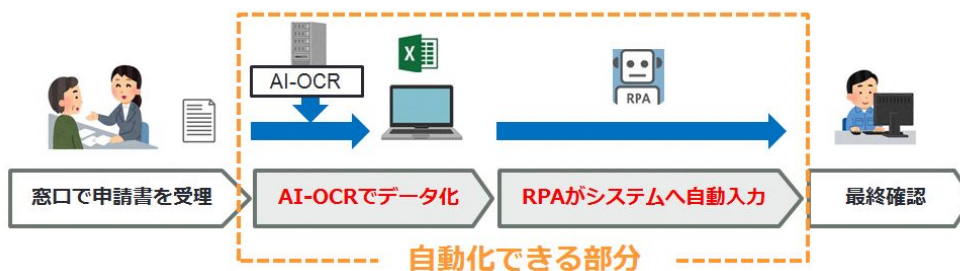 AI-OCR
X
RPA
窓口で申請書を受理
AI-OCRでデータ化
RPAがシステムへ自動入力
最終確認
自動化できる部分